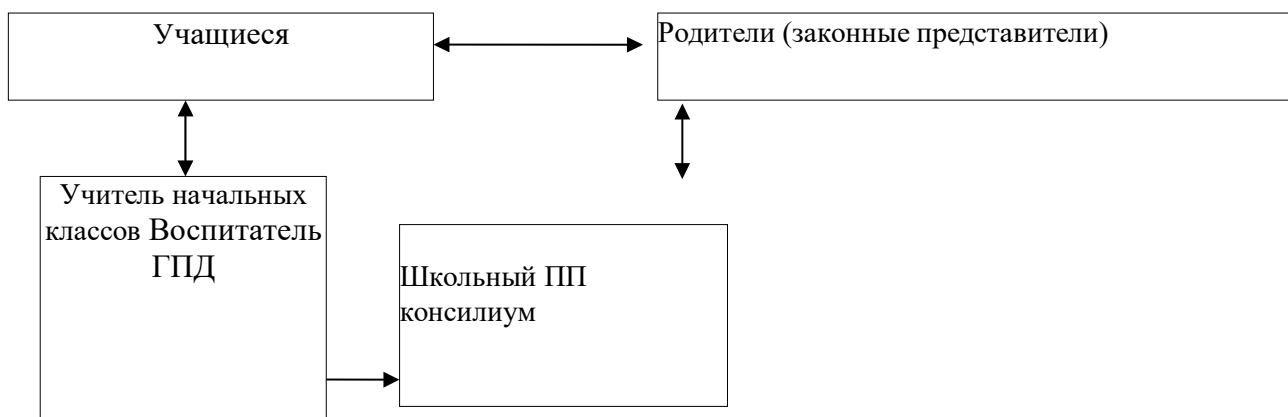 Учащиеся
Родители (законные представители)
Учитель начальных
классов Воспитатель
ГПД
Школьный ПП
консилиум